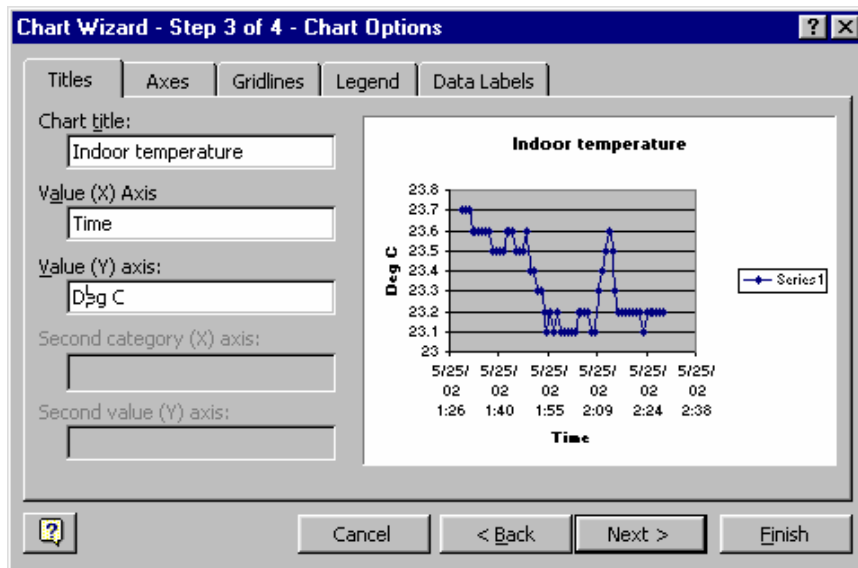 Chart Wizard - Step 3 of 4 - Chart Options
Titles Axes Gridlines Legend Data Labels
Chart title:
Indoor temperature
Value (X) Axis
Time
Value (Y) axis:
Deg C
Second category (X) axis:
Second value (Y) axis:
Indoor temperature
23.8
23.7
23.6
23.5
23.4
23.3
23.2
23.1
23
Deg C
5/25/ 5/25/ 5/25/ 5/25/ 5/25/ 5/25/
02 02 02 02 02 02
1:26 1:40 1:55 2:09 2:24 2:38
Time
Series1
Cancel < Back Next > Finish